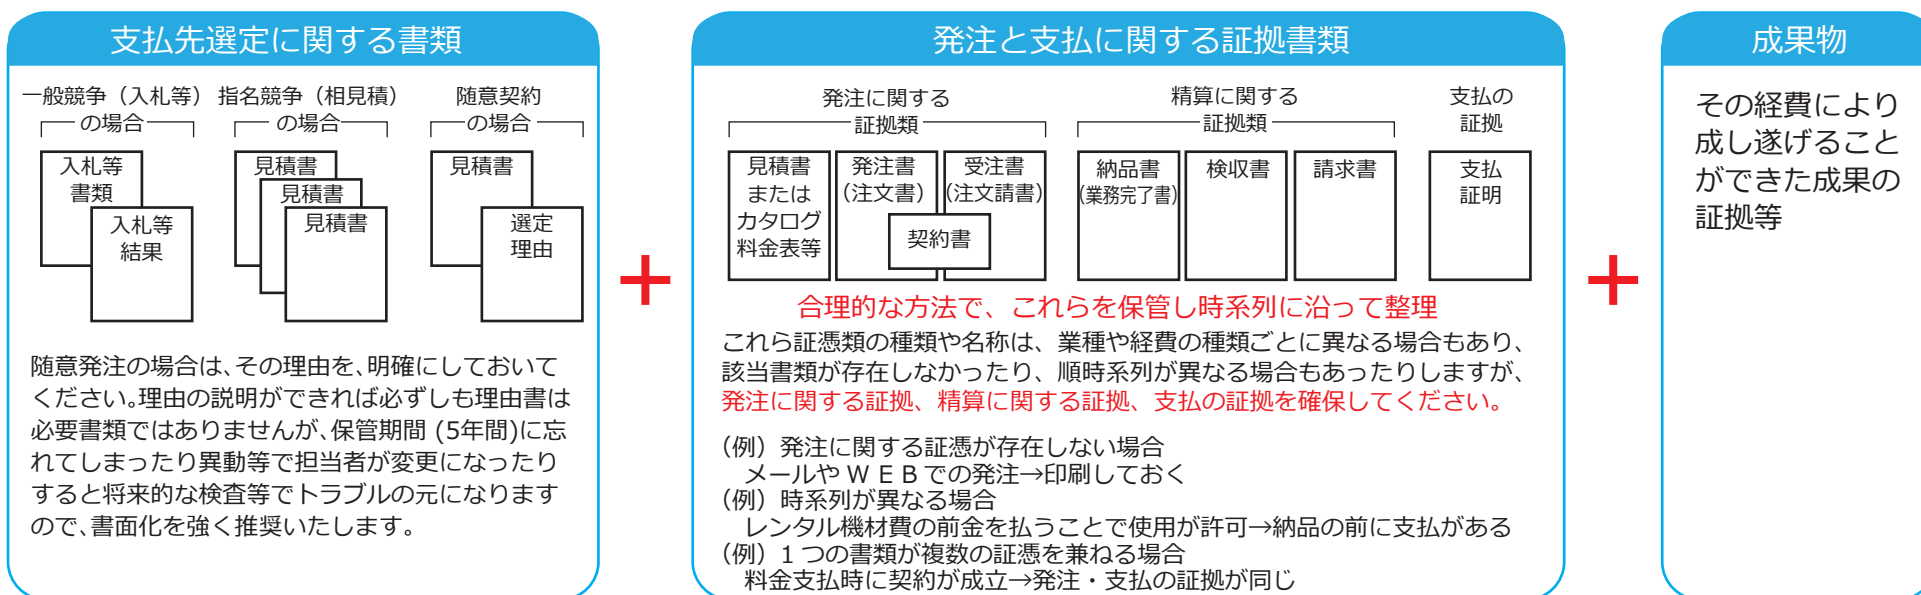 支払先選定に関する書類
一般競争（入札等）
の場合
指名競争（相見積）
の場合
随意契約
の場合
入札等
書類
入札等
結果
見積書
見積書
見積書
見積書
選定
理由
随意発注の場合は、その理由を、明確にしておいて
ください。理由の説明ができれば必ずしも理由書は
必要書類ではありませんが、保管期間 (5年間)に忘
れてしまったり異動等で担当者が変更になったり
すると将来的な検査等でトラブルの元になります
ので、書面化を強く推奨いたします。
+
発注と支払に関する証拠書類
発注に関する
証拠類
精算に関する
証拠類
支払の
証拠
見積書
または
カタログ
料金表等
発注書
（注文書）
受注書
（注文請書）
契約書
納品書
(業務完了書)
検収書
請求書
支払
証明
合理的な方法で、これらを保管し時系列に沿って整理
これら証憑類の種類や名称は、業種や経費の種類ごとに異なる場合もあり、
該当書類が存在しなかったり、順時系列が異なる場合もあったりしますが、
発注に関する証拠、精算に関する証拠、支払の証拠を確保してください。
（例）発注に関する証憑が存在しない場合
メールやＷＥＢでの発注→印刷しておく
（例）時系列が異なる場合
レンタル機材費の前金を払うことで使用が許可→納品の前に支払がある
（例）1 つの書類が複数の証憑を兼ねる場合
料金支払時に契約が成立→発注・支払の証拠が同じ
+
成果物
その経費により
成し遂げること
ができた成果の
証拠等